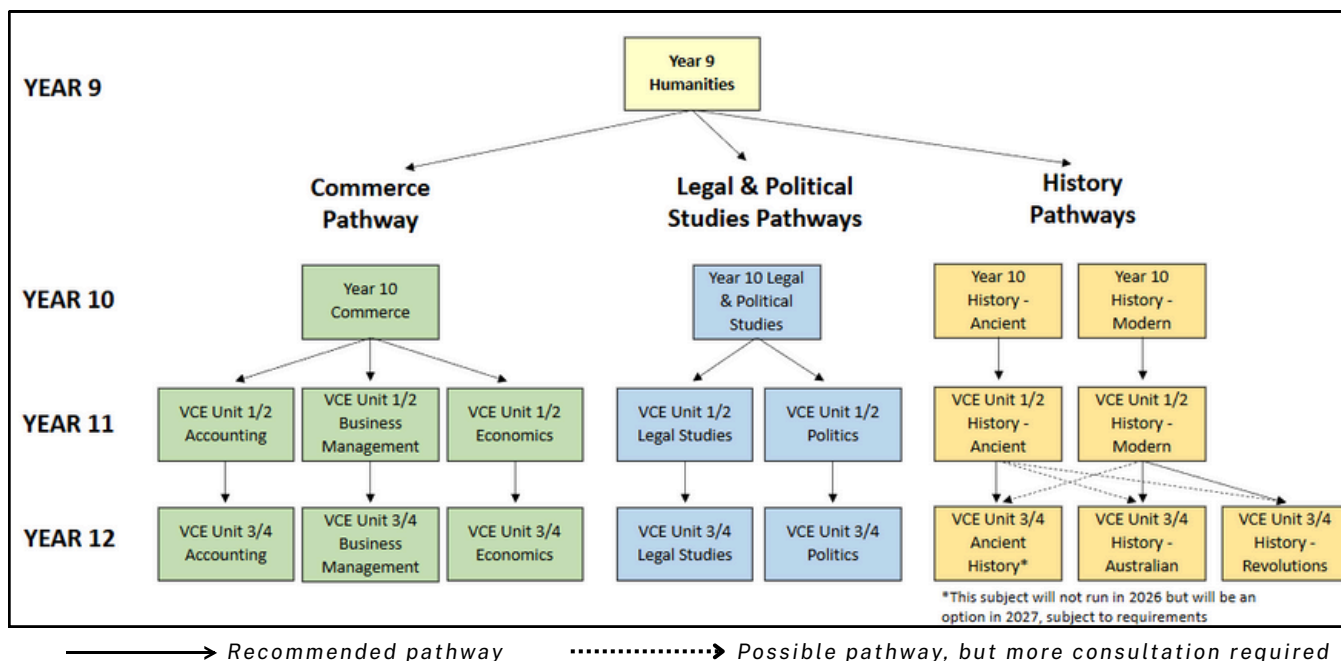 YEAR 9
Year 9
Humanities
Commerce
Pathway
Legal & Political
Studies Pathways
History
Pathways
YEAR 10
Year 10
Commerce
Year 10 Legal
& Political
Studies
Year 10
History -
Ancient
Year 10
History -
Modern
YEAR 11
VCE Unit 1/2
Accounting
VCE Unit 1/2
Business
Management
VCE Unit 1/2
Economics
VCE Unit 1/2
Legal Studies
VCE Unit 1/2
Politics
VCE Unit 1/2
History -
Ancient
VCE Unit 1/2
History -
Modern
YEAR 12
VCE Unit 3/4
Accounting
VCE Unit 3/4
Business
Management
VCE Unit 3/4
Economics
VCE Unit 3/4
Legal Studies
VCE Unit 3/4
Politics
VCE Unit 3/4
Ancient
History*
VCE Unit 3/4
History -
Australian
VCE Unit 3/4
History -
Revolutions
*This subject will not run in 2026 but will be an
option in 2027, subject to requirements
Recommended pathway
Possible pathway, but more consultation required